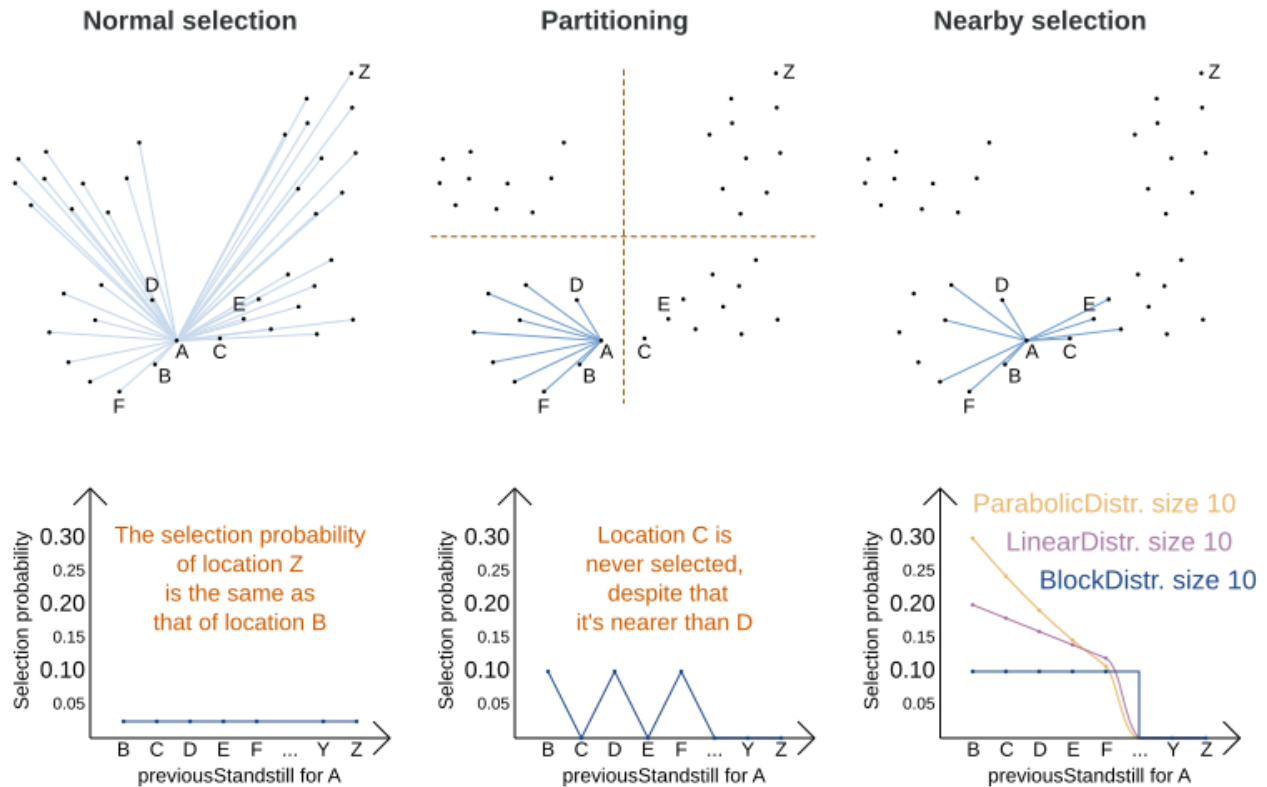 Normal selection
Partitioning
Nearby selection
Z
D
E
A
C
B
F
Z
D
E
A
C
B
F
Z
D
E
A
C
B
F
Selection probability
0.30
0.25
0.20
0.15
0.10
0.05
The selection probability
of location Z
is the same as
that of location B
B C D E F ... Y Z
previousStandstill for A
Selection probability
0.30
0.25
0.20
0.15
0.10
0.05
Location C is
never selected,
despite that
it's nearer than D
B C D E F ... Y Z
previousStandstill for A
Selection probability
0.30
0.25
0.20
0.15
0.10
0.05
ParabolicDistr. size 10
LinearDistr. size 10
BlockDistr. size 10
B C D E F ... Y Z
previousStandstill for A